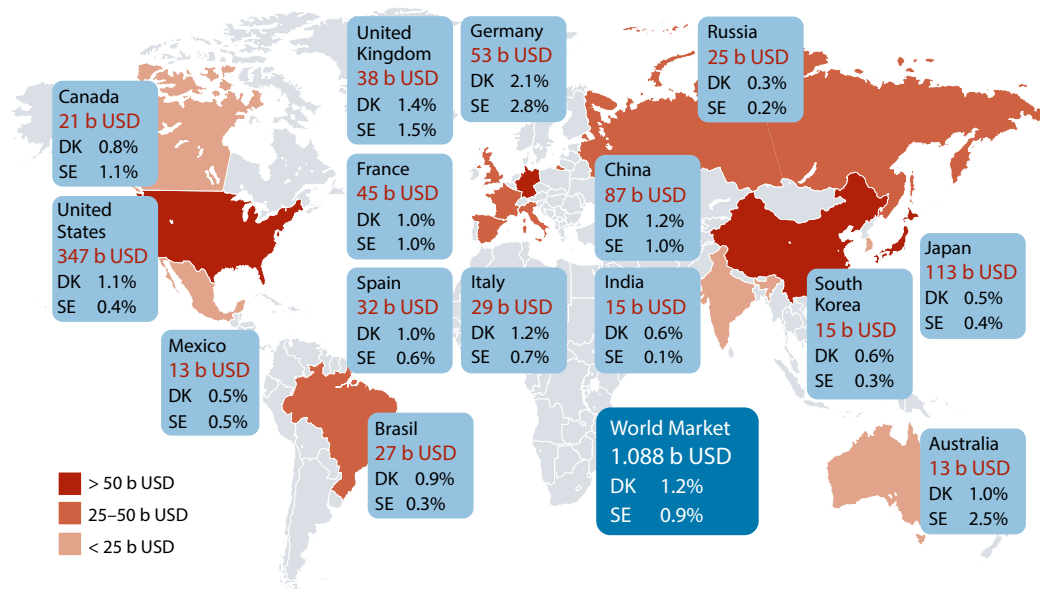 Canada
21 b USD
DK 0.8%
SE 1.1%
United
States
347 b USD
DK 1.1%
SE 0.4%
Mexico
13 b USD
DK 0.5%
SE 0.5%
United
Kingdom
38 b USD
DK 1.4%
SE 1.5%
Germany
53 b USD
DK 2.1%
SE 2.8%
France
45 b USD
DK 1.0%
SE 1.0%
Spain
32 b USD
DK 1.0%
SE 0.6%
Italy
29 b USD
DK 1.2%
SE 0.7%
Brasil
27 b USD
DK 0.9%
SE 0.3%
Russia
25 b USD
DK 0.3%
SE 0.2%
China
87 b USD
DK 1.2%
SE 1.0%
India
15 b USD
DK 0.6%
SE 0.1%
South
Korea
15 b USD
DK 0.6%
SE 0.3%
Japan
113 b USD
DK 0.5%
SE 0.4%
World Market
1.088 b USD
DK 1.2%
SE 0.9%
Australia
13 b USD
DK 1.0%
SE 2.5%
> 50 b USD
25–50 b USD
< 25 b USD